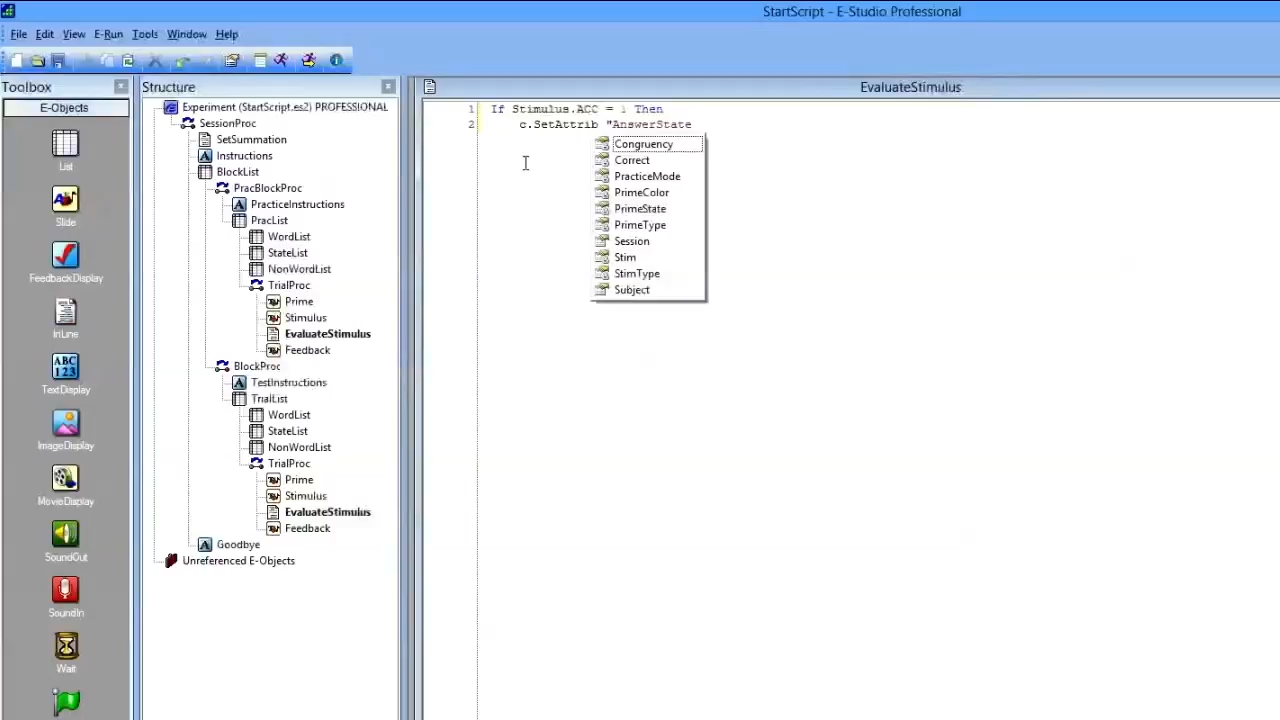 StartScript - E-Studio Professional
File Edit View E-Run Tools Window Help
Toolbox
E-Objects
List
Slide
FeedbackDisplay
InLine
TextDisplay
ImageDisplay
MovieDisplay
SoundOut
SoundIn
Wait
Structure
Experiment (StartScript.es2) PROFESSIONAL
SessionProc
SetSummation
Instructions
BlockList
PracBlockProc
PracticeInstructions
PracList
WordList
StateList
NonWordList
TrialProc
Prime
Stimulus
EvaluateStimulus
Feedback
BlockProc
TestInstructions
TrialList
WordList
StateList
NonWordList
TrialProc
Prime
Stimulus
EvaluateStimulus
Feedback
Goodbye
Unreferenced E-Objects
EvaluateStimulus
1 If Stimulus.ACC = 1 Then
2 c.SetAttrib "AnswerState
Congruency
Correct
PracticeMode
PrimeColor
PrimeState
PrimeType
Session
Stim
StimType
Subject